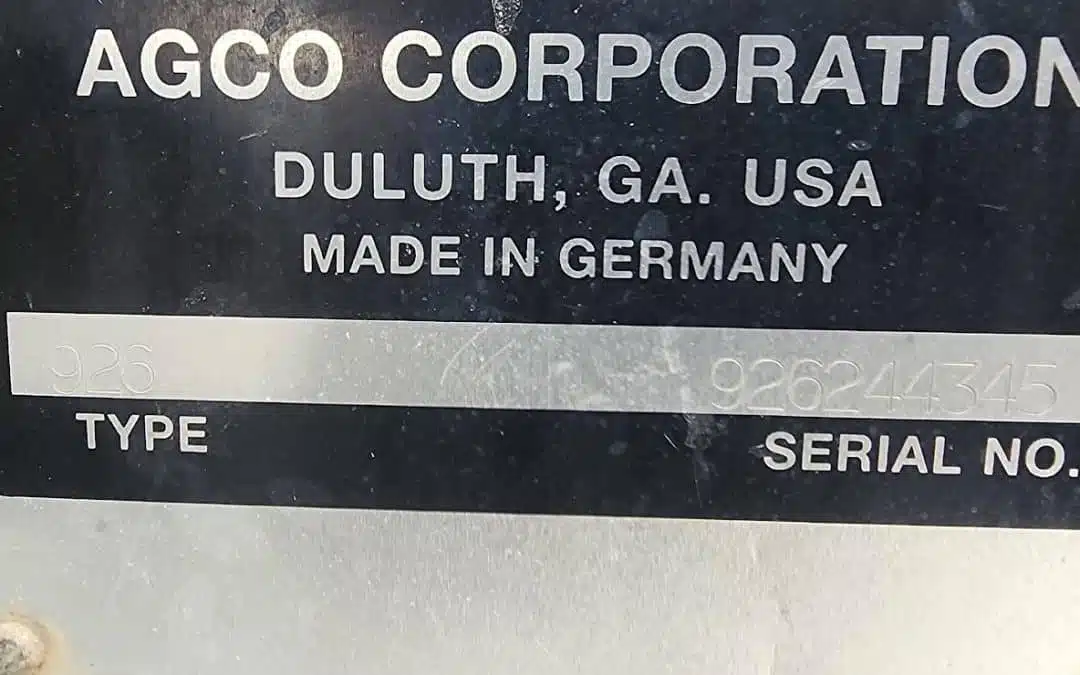 AGCO CORPORATION
DULUTH, GA. USA
MADE IN GERMANY
926 926244345
TYPE SERIAL NO.